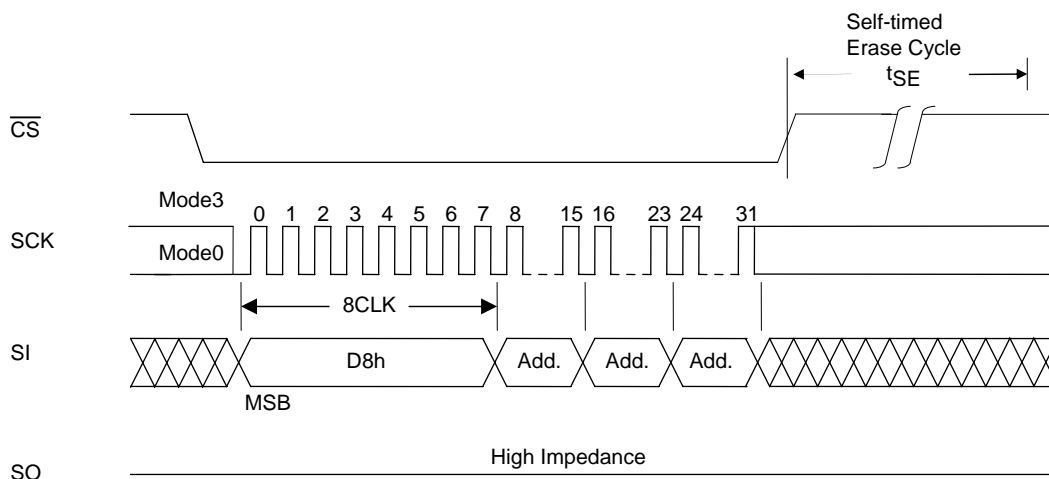 Self-timed
Erase Cycle
tSE
CS
Mode3
0 1 2 3 4 5 6 7 8 15 16 23 24 31
SCK
Mode0
8CLK
SI
D8h Add. Add. Add.
MSB
High Impedance
SO